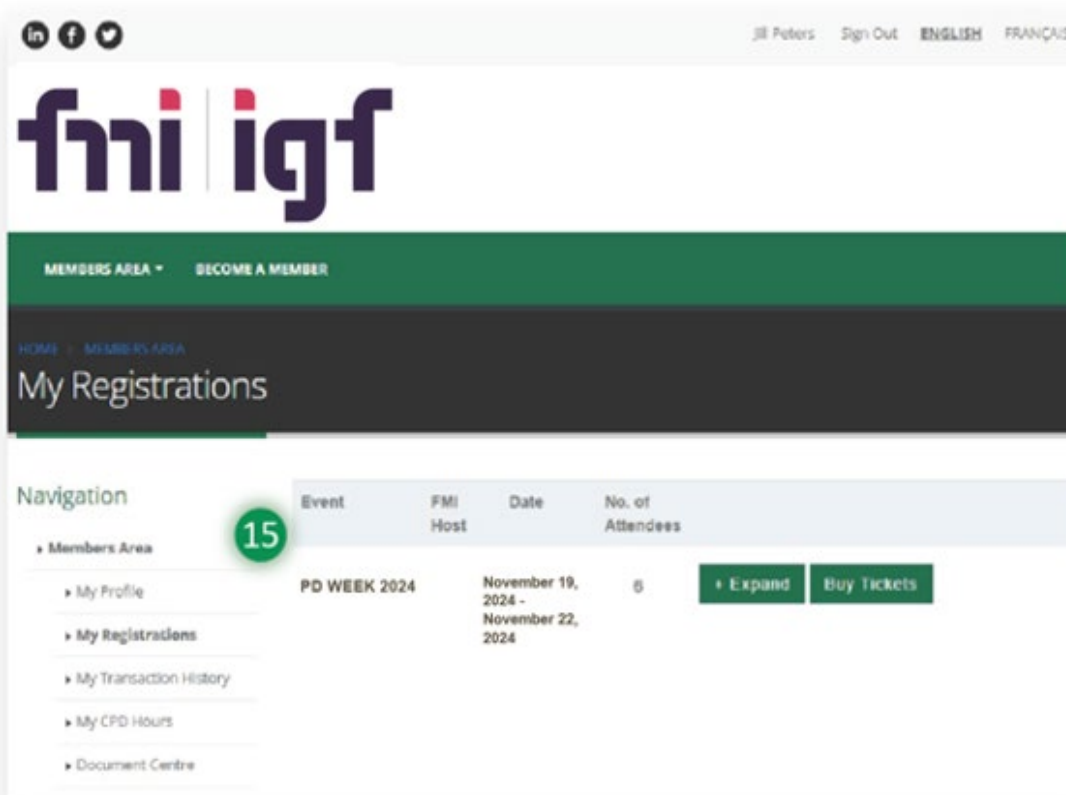 in f
Jill Peters Sign Out ENGLISH FRANÇAIS
fmi igf
MEMBERS AREA BECOME A MEMBER
HOME MEMBERS AREA
My Registrations
Navigation
15
Members Area
My Profile
My Registrations
My Transaction History
My CPD Hours
Document Centre
Event FMI Host Date No. of Attendees
PD WEEK 2024 November 19, 2024 - November 22, 2024 6 + Expand Buy Tickets